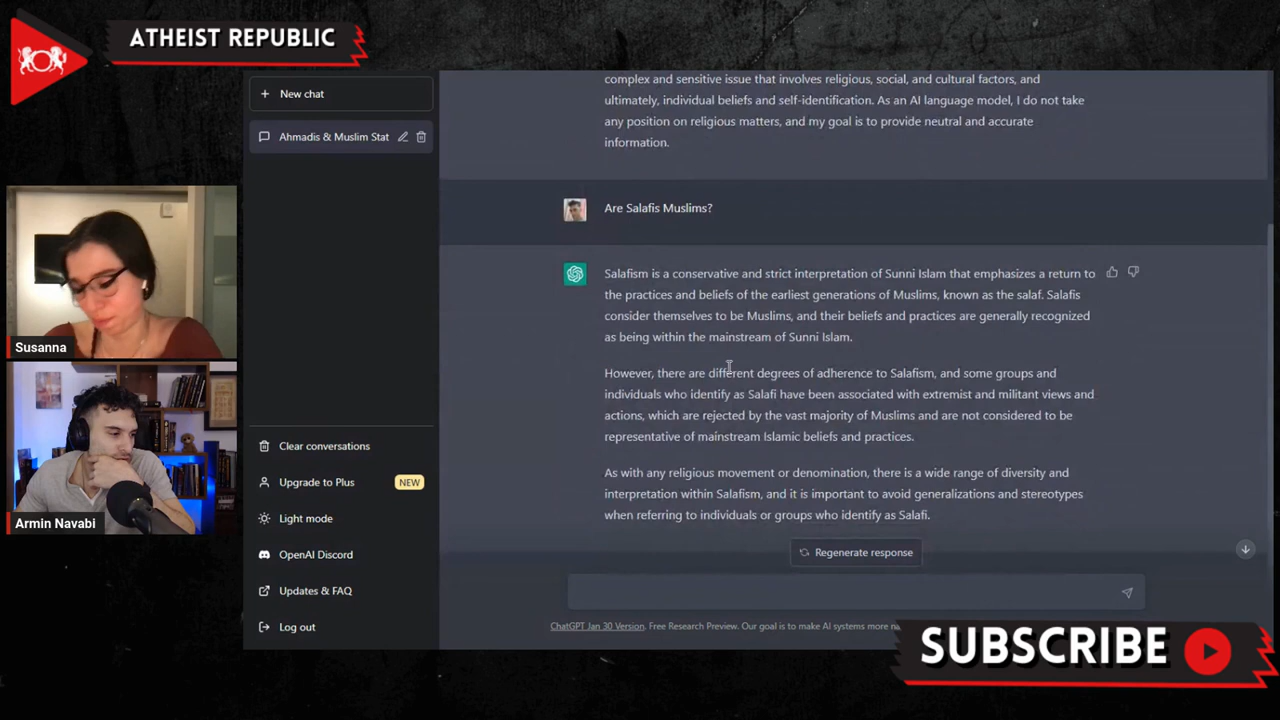 ATHEIST REPUBLIC
New chat
Ahmadis & Muslim Stat
complex and sensitive issue that involves religious, social, and cultural factors, and
ultimately, individual beliefs and self-identification. As an AI language model, I do not take
any position on religious matters, and my goal is to provide neutral and accurate
information.
Are Salafis Muslims?
Salafism is a conservative and strict interpretation of Sunni Islam that emphasizes a return to
the practices and beliefs of the earliest generations of Muslims, known as the salaf. Salafis
consider themselves to be Muslims, and their beliefs and practices are generally recognized
as being within the mainstream of Sunni Islam.
However, there are different degrees of adherence to Salafism, and some groups and
individuals who identify as Salafi have been associated with extremist and militant views and
actions, which are rejected by the vast majority of Muslims and are not considered to be
representative of mainstream Islamic beliefs and practices.
As with any religious movement or denomination, there is a wide range of diversity and
interpretation within Salafism, and it is important to avoid generalizations and stereotypes
when referring to individuals or groups who identify as Salafi.
Regenerate response
ChatGPT Jan 30 Version. Free Research Preview. Our goal is to make AI systems more na
Susanna
Armin Navabi
Clear conversations
Upgrade to Plus NEW
Light mode
OpenAI Discord
Updates & FAQ
Log out
SUBSCRIBE